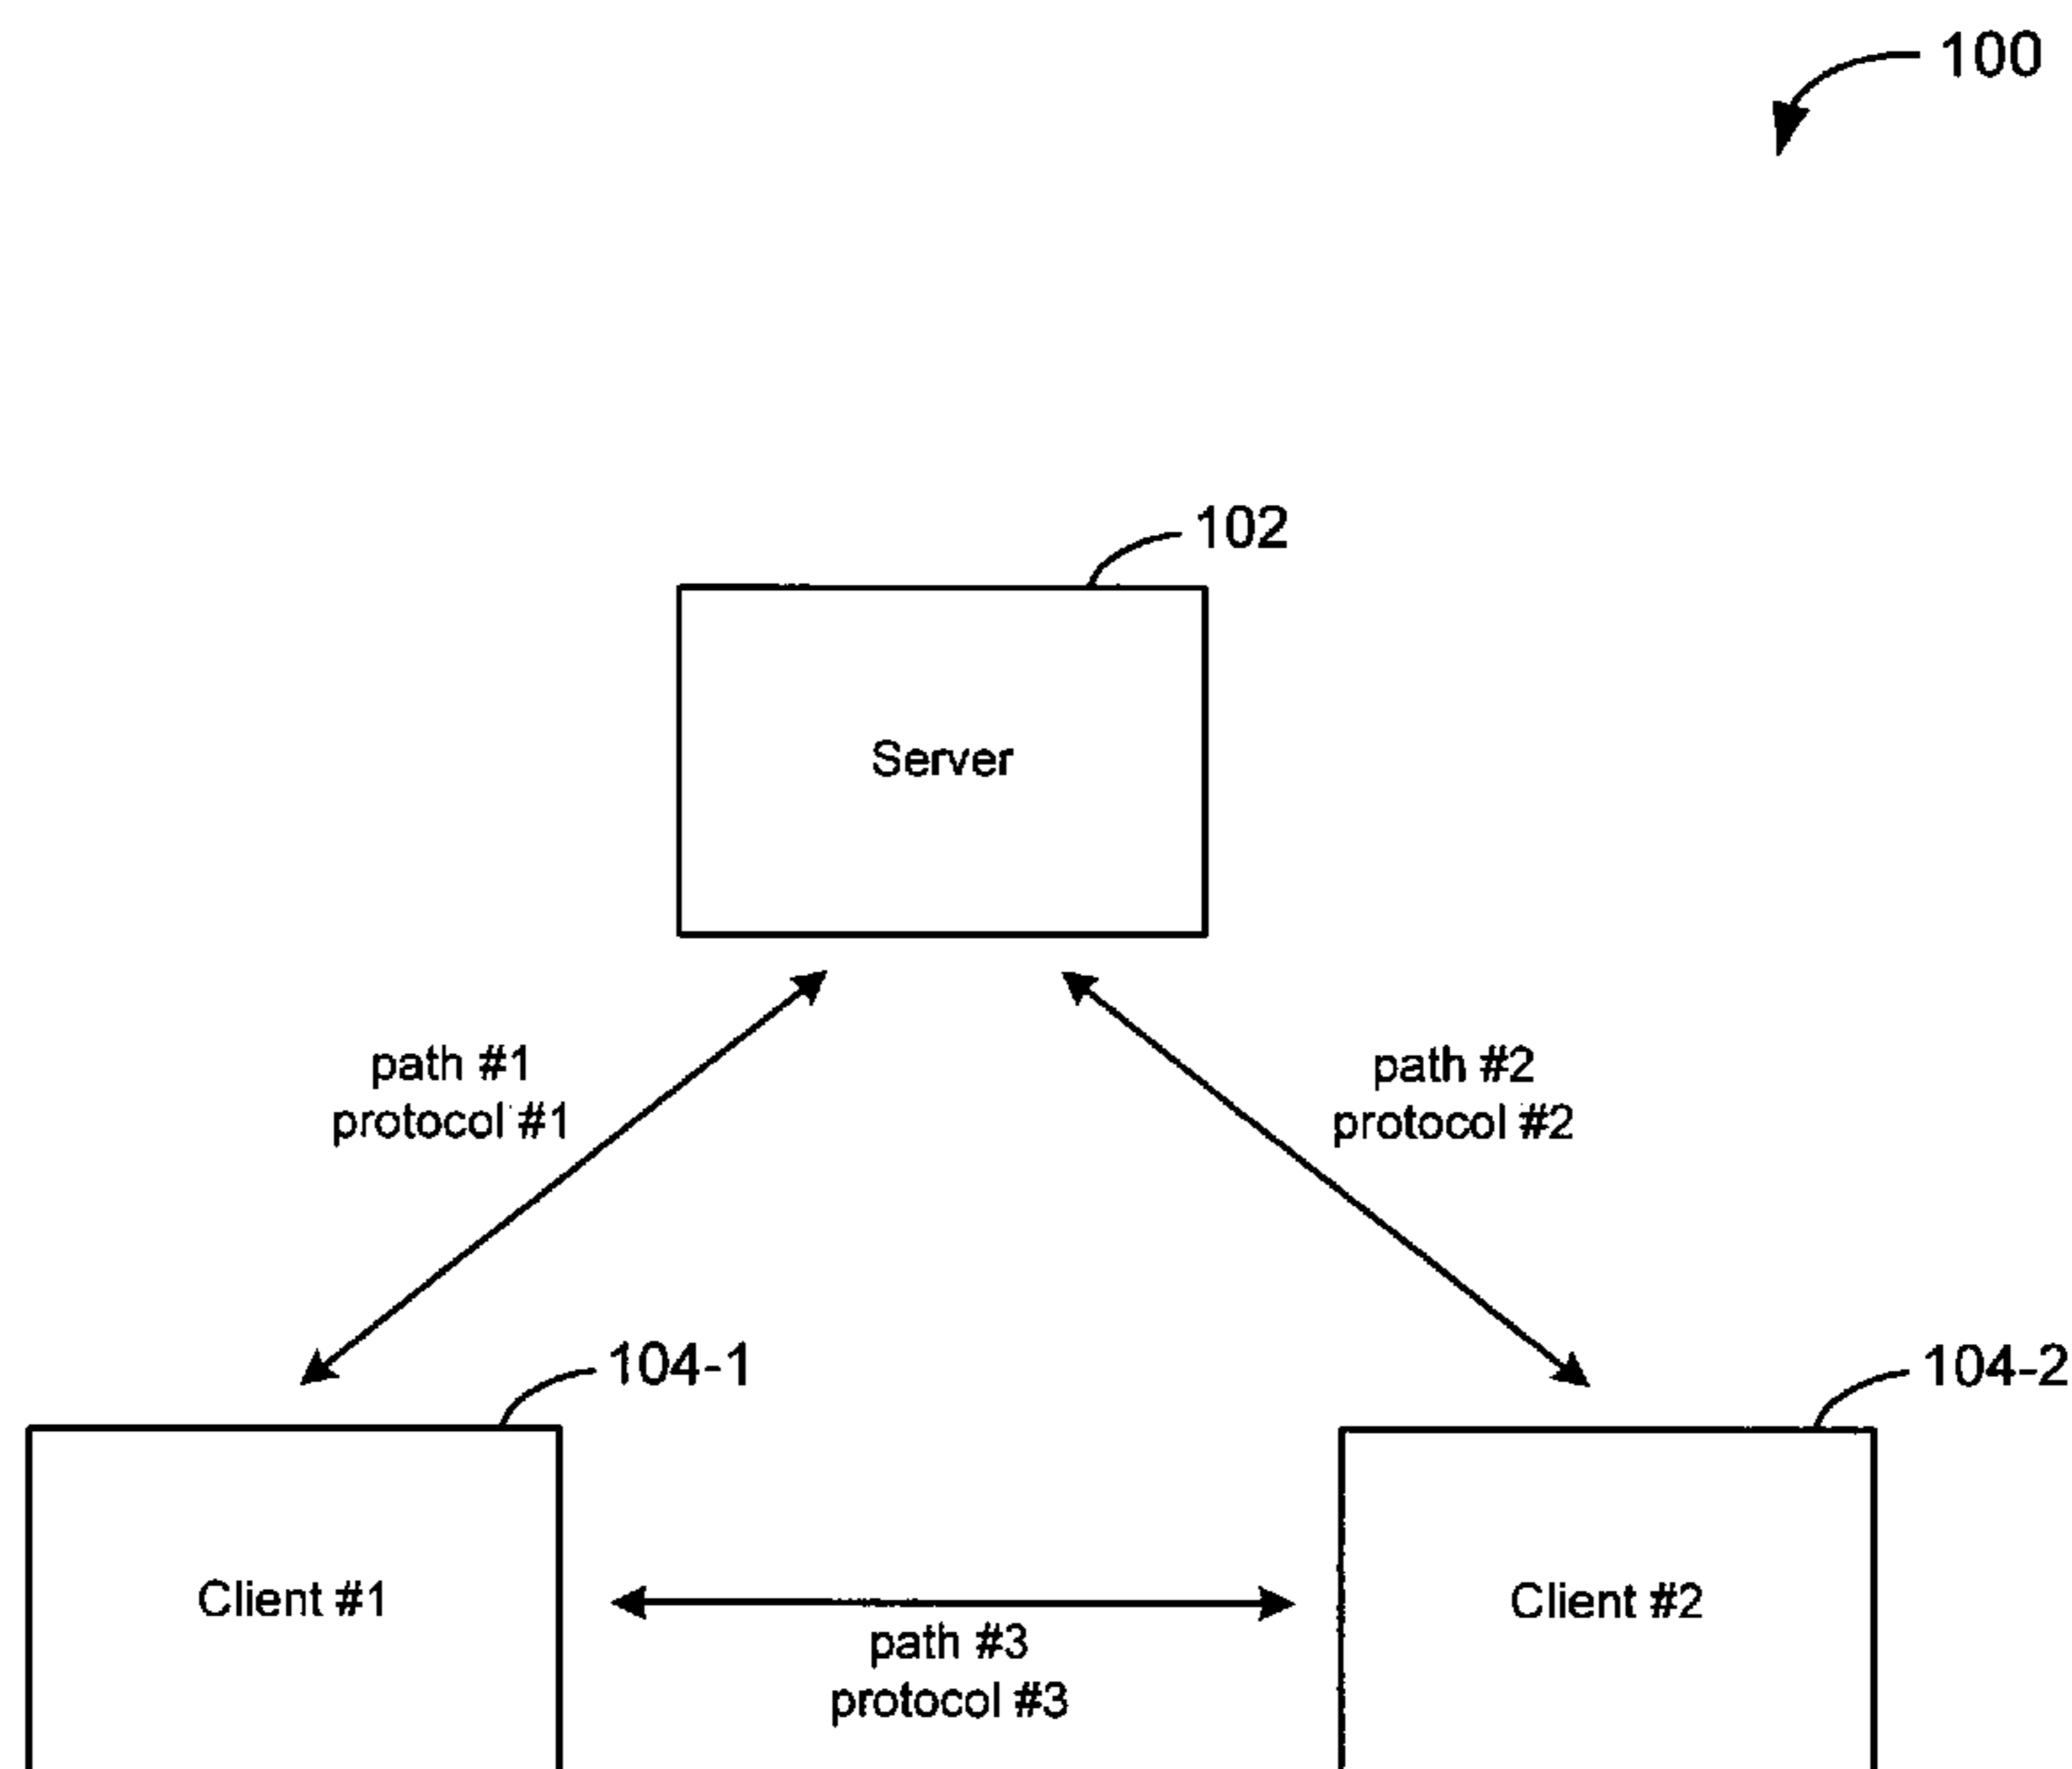 100
102
Server
path #1
protocol #1
path #2
protocol #2
104-1
104-2
Client #1
Client #2
path #3
protocol #3